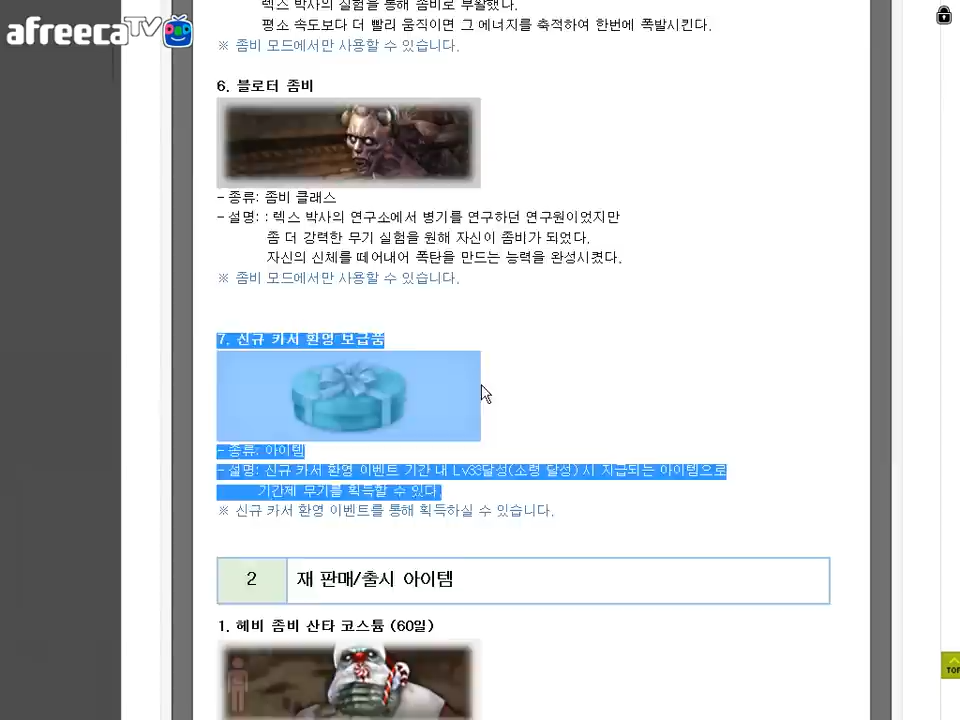 렉스 박사의 실험을 통해 좀비로 부활했다.
afreecaTV
평소 속도보다 더 빨리 움직이면 그 에너지를 축적하여 한번에 폭발시킨다.
※ 좀비 모드에서만 사용할 수 있습니다.
6. 블로터 좀비
- 종류: 좀비 클래스
- 설명: : 렉스 박사의 연구소에서 병기를 연구하던 연구원이었지만
좀 더 강력한 무기 실험을 원해 자신이 좀비가 되었다.
자신의 신체를 떼어내어 폭탄을 만드는 능력을 완성시켰다.
※ 좀비 모드에서만 사용할 수 있습니다.
7. 신규 카서 환영 보급품
- 종류: 아이템
- 설명: 신규 카서 환영 이벤트 기간 내 Lv33달성(소령 달성) 시 지급되는 아이템으로
기간제 무기를 획득할 수 있다.
※ 신규 카서 환영 이벤트를 통해 획득하실 수 있습니다.
2 재 판매/출시 아이템
1. 헤비 좀비 산타 코스튬 (60일)
TOP